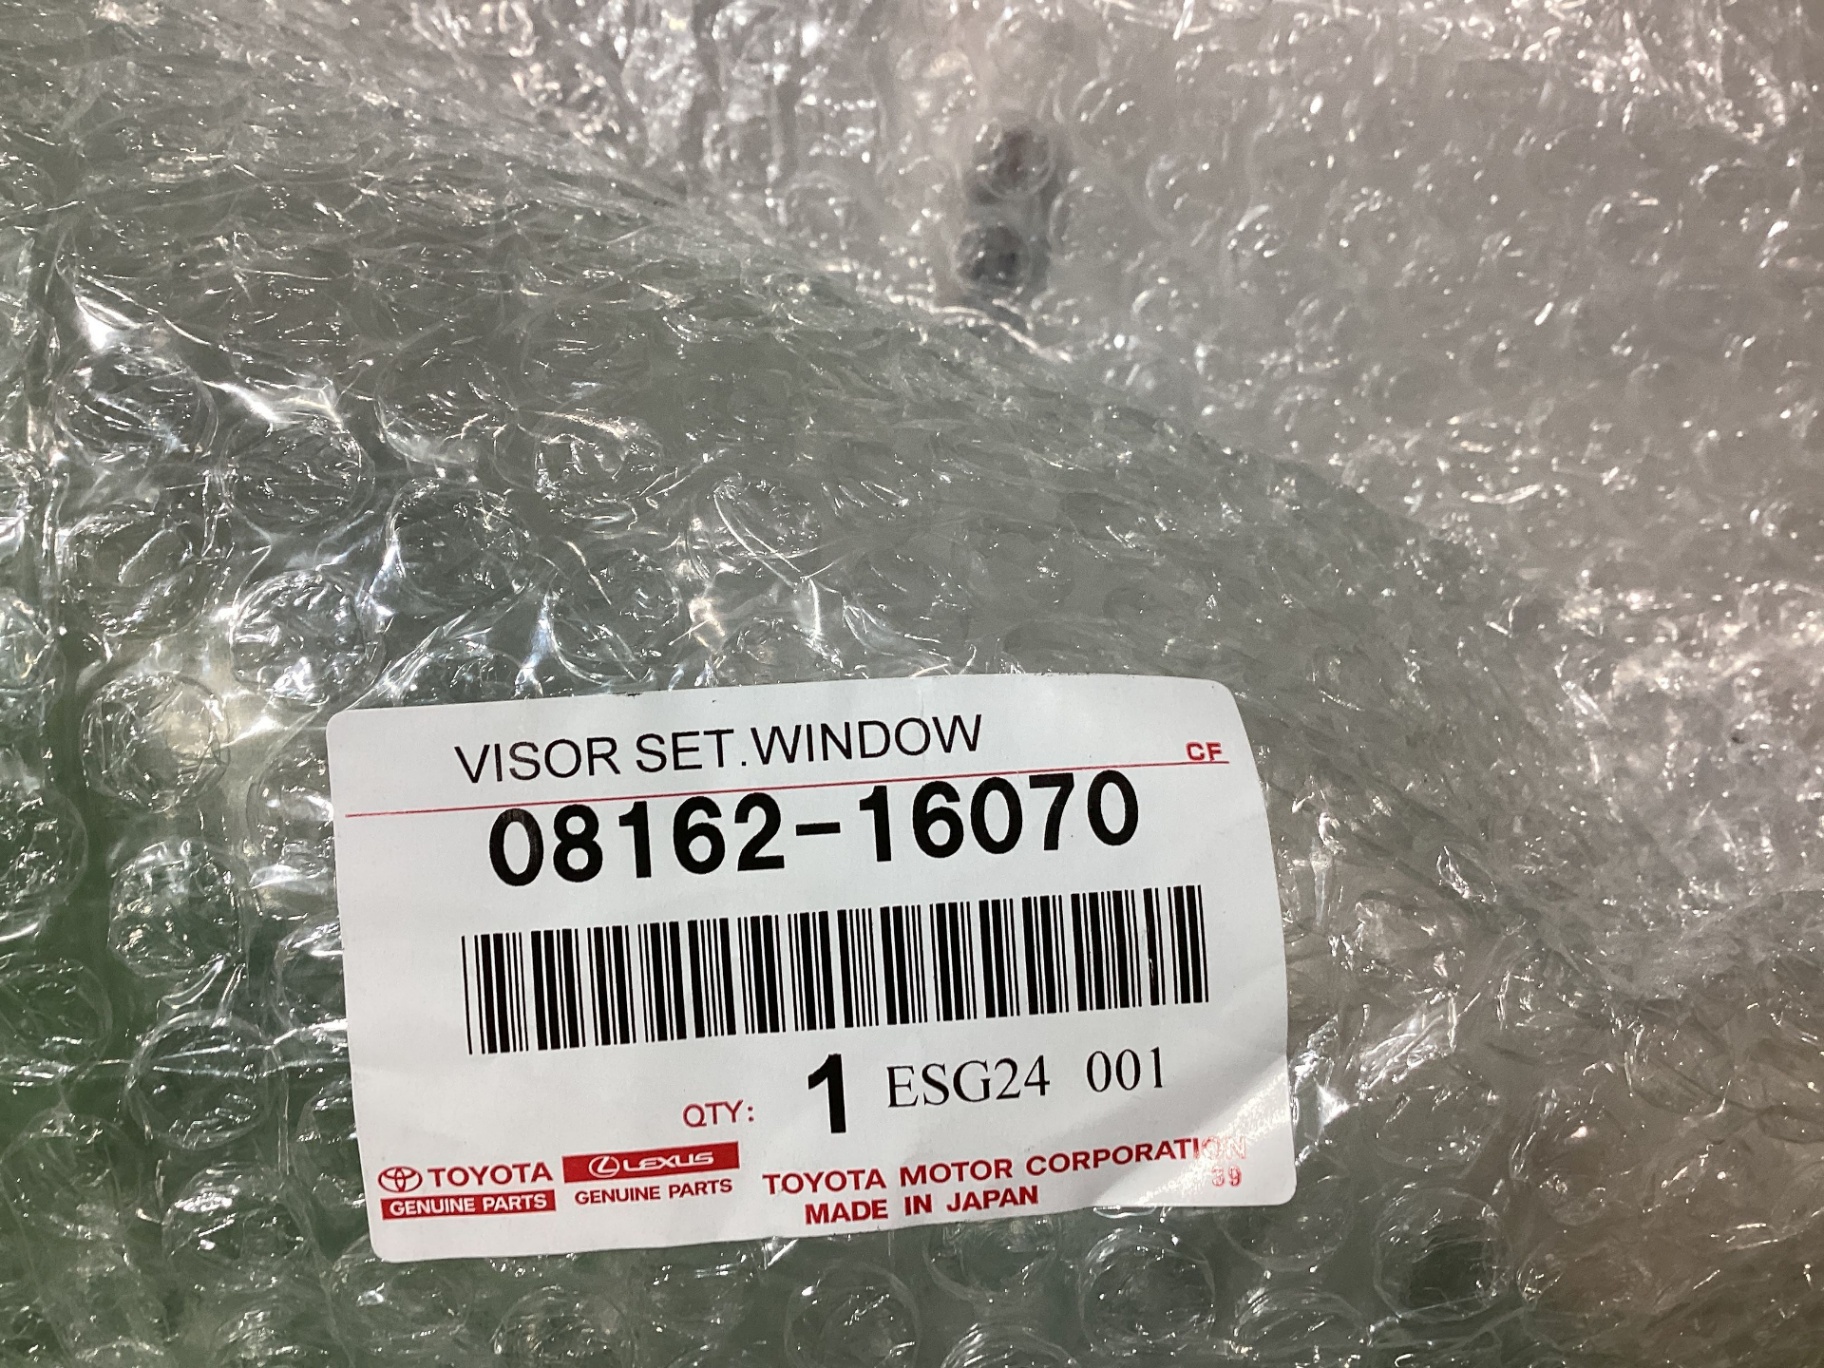 VISOR SET.WINDOW
CF
08162-16070
QTY: 1 ESG24 001
TOYOTA
GENUINE PARTS
LEXUS
GENUINE PARTS
TOYOTA MOTOR CORPORATION
39
MADE IN JAPAN